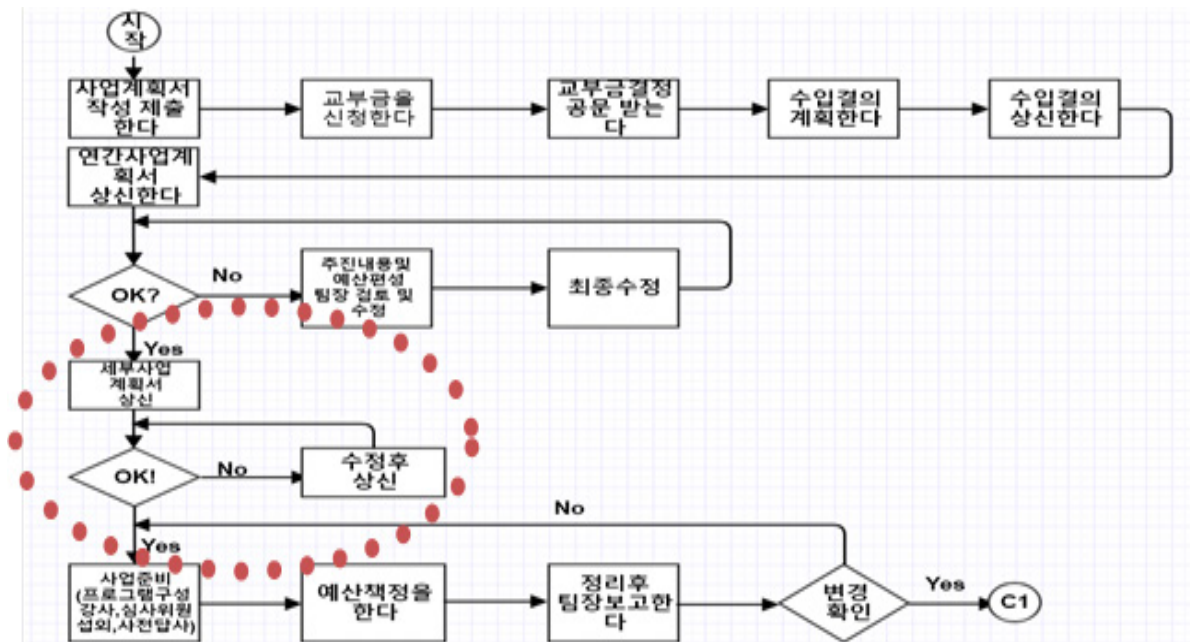 시
작
사업계획서
작성 제출
한다
교부금을
신청한다
교부금결정
공문 받는
다
수입결의
계획한다
수입결의
상신한다
연간사업계
획서
상신한다
OK?
No
추진내용및
예산편성
팀장 검토 및
수정
최종수정
Yes
세부사업
계획서
상신
OK!
No
수정후
상신
No
Yes
사업준비
(프로그램구성
강사,심사위원
섭외,사전답사)
예산책정을
한다
정리후
팀장보고한
다
변경
확인
Yes
C1